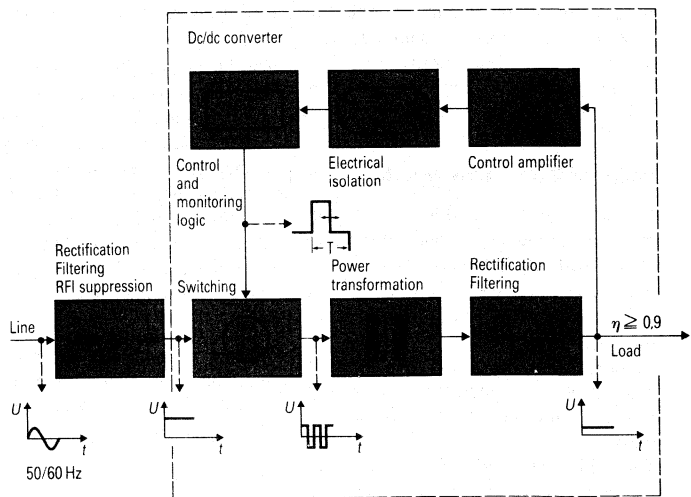 Dc/dc converter
Control
and
monitoring
logic
Electrical
isolation
Control amplifier
T
Rectification
Filtering
RFI suppression
Switching
Power
transformation
Rectification
Filtering
Line
η ≧ 0,9
Load
U
t
50/60 Hz
U
t
U
t
U
t